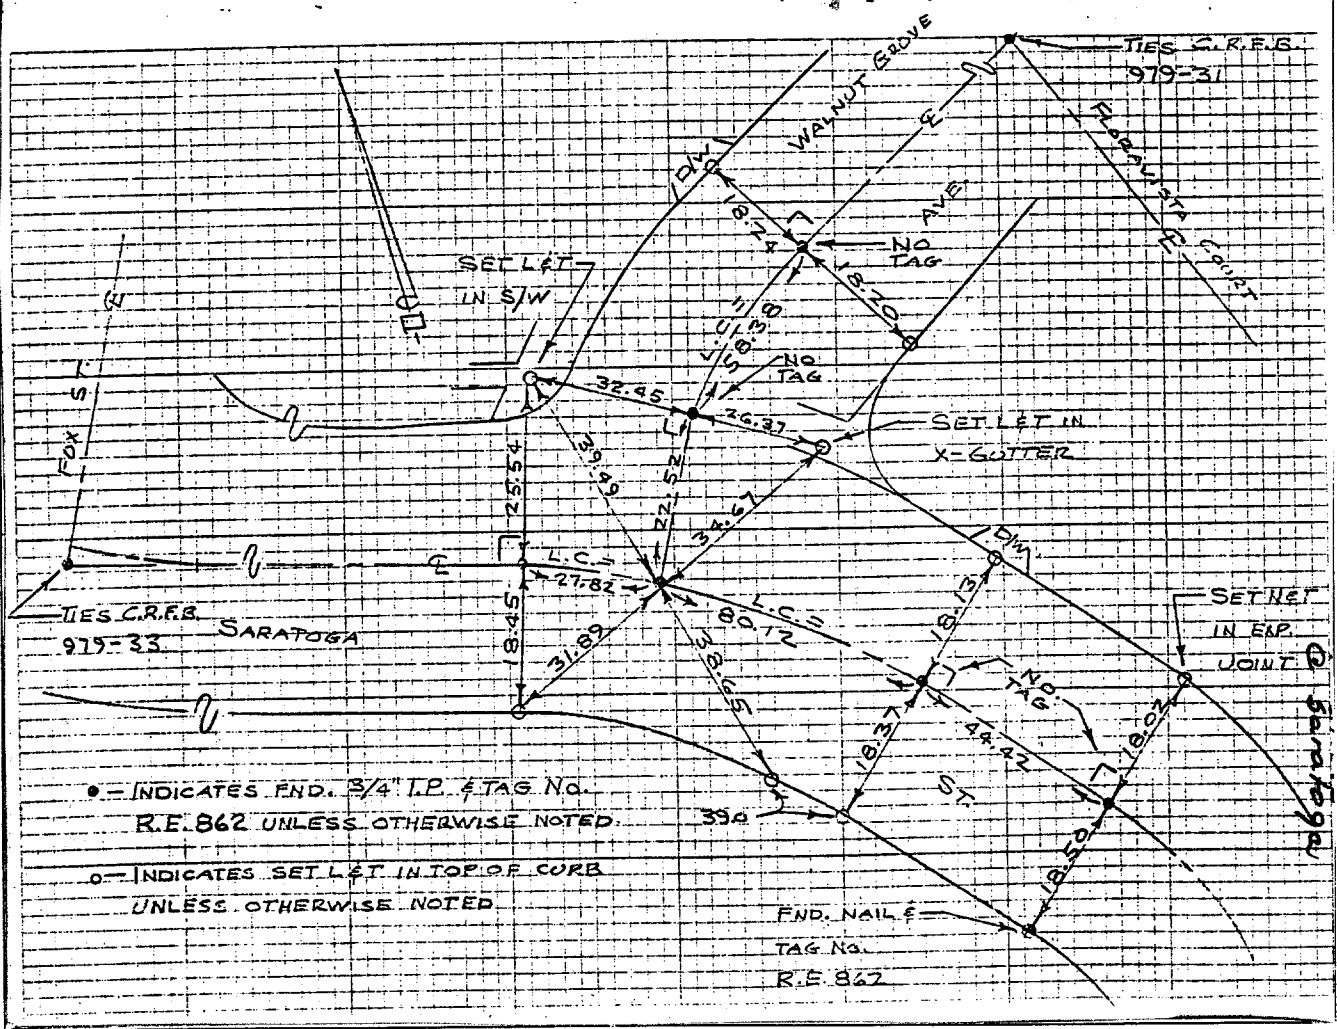 TIES C.R.F.B.
979-31
WALNUT GROVE
AVE.
FLORAVISTA COURT
℄
℄
D/W
18.24
NO
TAG
18.20
SET L&T
IN S/W
L.C. =
58.38
NO
TAG
℄
FOX ST.
32.45
26.37
SET L&T IN
X-GUTTER
39.49
25.54
22.52
34.67
℄
L.C. =
27.82
D/W
TIES C.R.F.B.
979-33
SARATOGA
18.45
31.89
38.65
L.C. =
80.12
18.13
SET N&T
IN EXP.
JOINT
@ Saratoga
NO
TAG
18.37
44.42
18.02
ST.
390
18.50
● — INDICATES FND. 3/4" I.P. & TAG NO.
R.E. 862 UNLESS OTHERWISE NOTED.
○ — INDICATES SET L&T IN TOP OF CURB
UNLESS OTHERWISE NOTED
FND. NAIL &
TAG NO.
R.E. 862